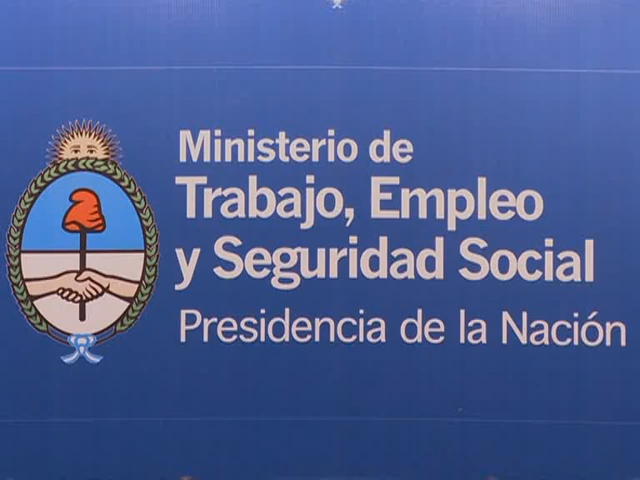 Ministerio de
Trabajo, Empleo
y Seguridad Social
Presidencia de la Nación